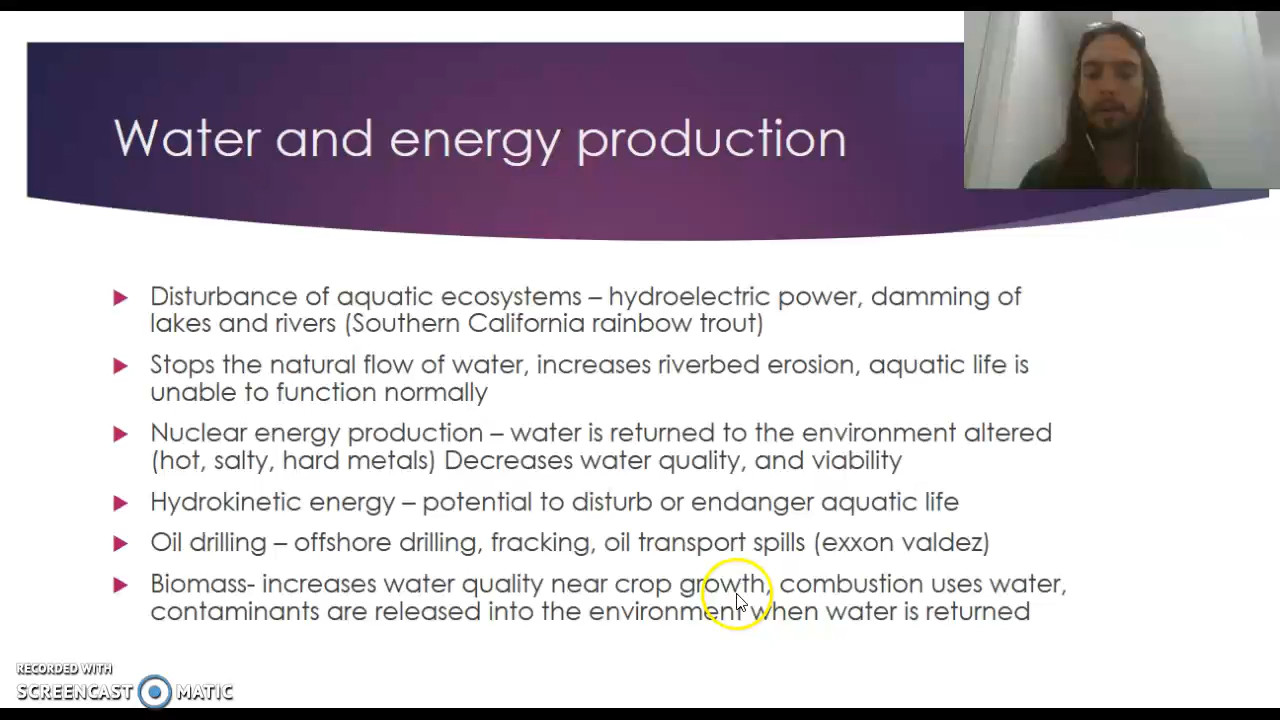 Water and energy production
Disturbance of aquatic ecosystems – hydroelectric power, damming of
lakes and rivers (Southern California rainbow trout)
Stops the natural flow of water, increases riverbed erosion, aquatic life is
unable to function normally
Nuclear energy production – water is returned to the environment altered
(hot, salty, hard metals) Decreases water quality, and viability
Hydrokinetic energy – potential to disturb or endanger aquatic life
Oil drilling – offshore drilling, fracking, oil transport spills (exxon valdez)
Biomass- increases water quality near crop growth, combustion uses water,
contaminants are released into the environment when water is returned
RECORDED WITH
SCREENCAST MATIC